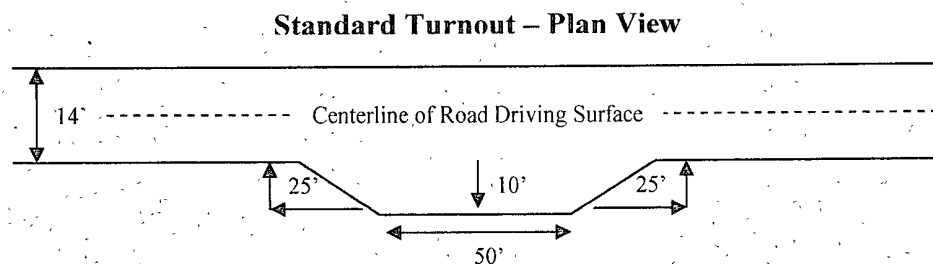 Standard Turnout – Plan View
14'
Centerline of Road Driving Surface
25'
10'
25'
50'